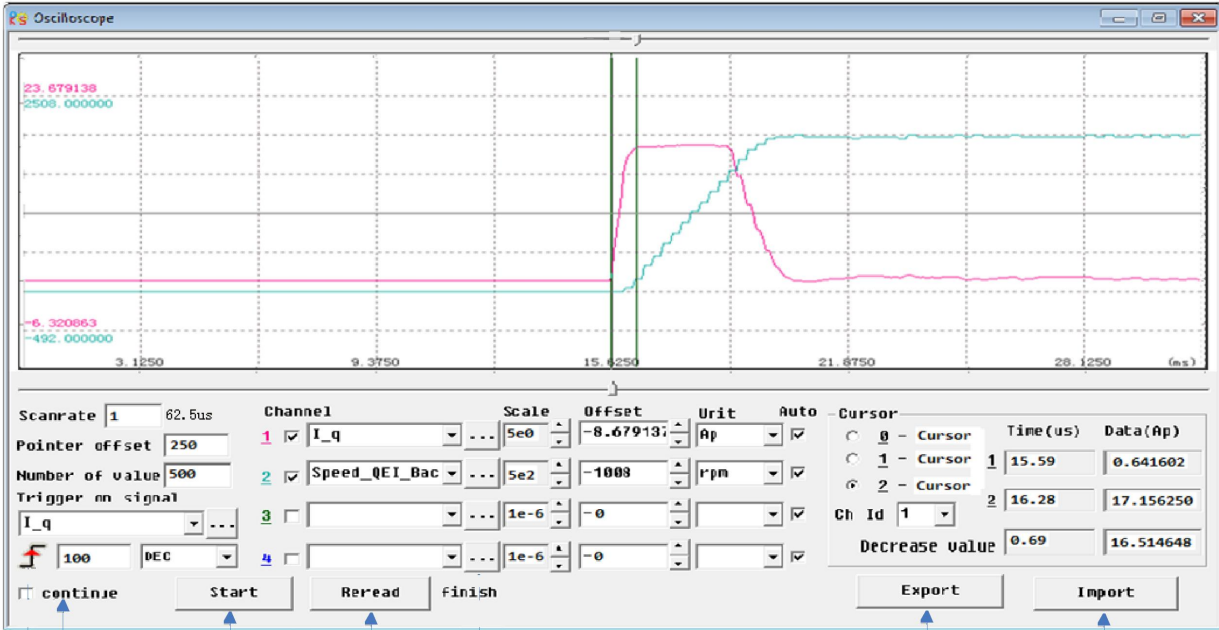 Oscilloscope
23.679138
2508.000000
-6.320863
-492.000000
3.1250 9.3750 15.6250 21.8750 28.1250 (ms)
Scanrate 1 62.5us
Pointer offset 250
Number of value 500
Trigger on signal
I_q ...
100 DEC
continue Start Reread finish Export Import
Channel Scale Offset Unit Auto
1 I_q ... 5e0 -8.679137 Ap
2 Speed_QEI_Bac ... 5e2 -1008 rpm
3 ... 1e-6 -0
4 ... 1e-6 -0
Cursor
Time(us) Data(Ap)
0 - Cursor
1 - Cursor 1 15.59 0.641602
2 - Cursor 2 16.28 17.156250
Ch Id 1
Decrease value 0.69 16.514648